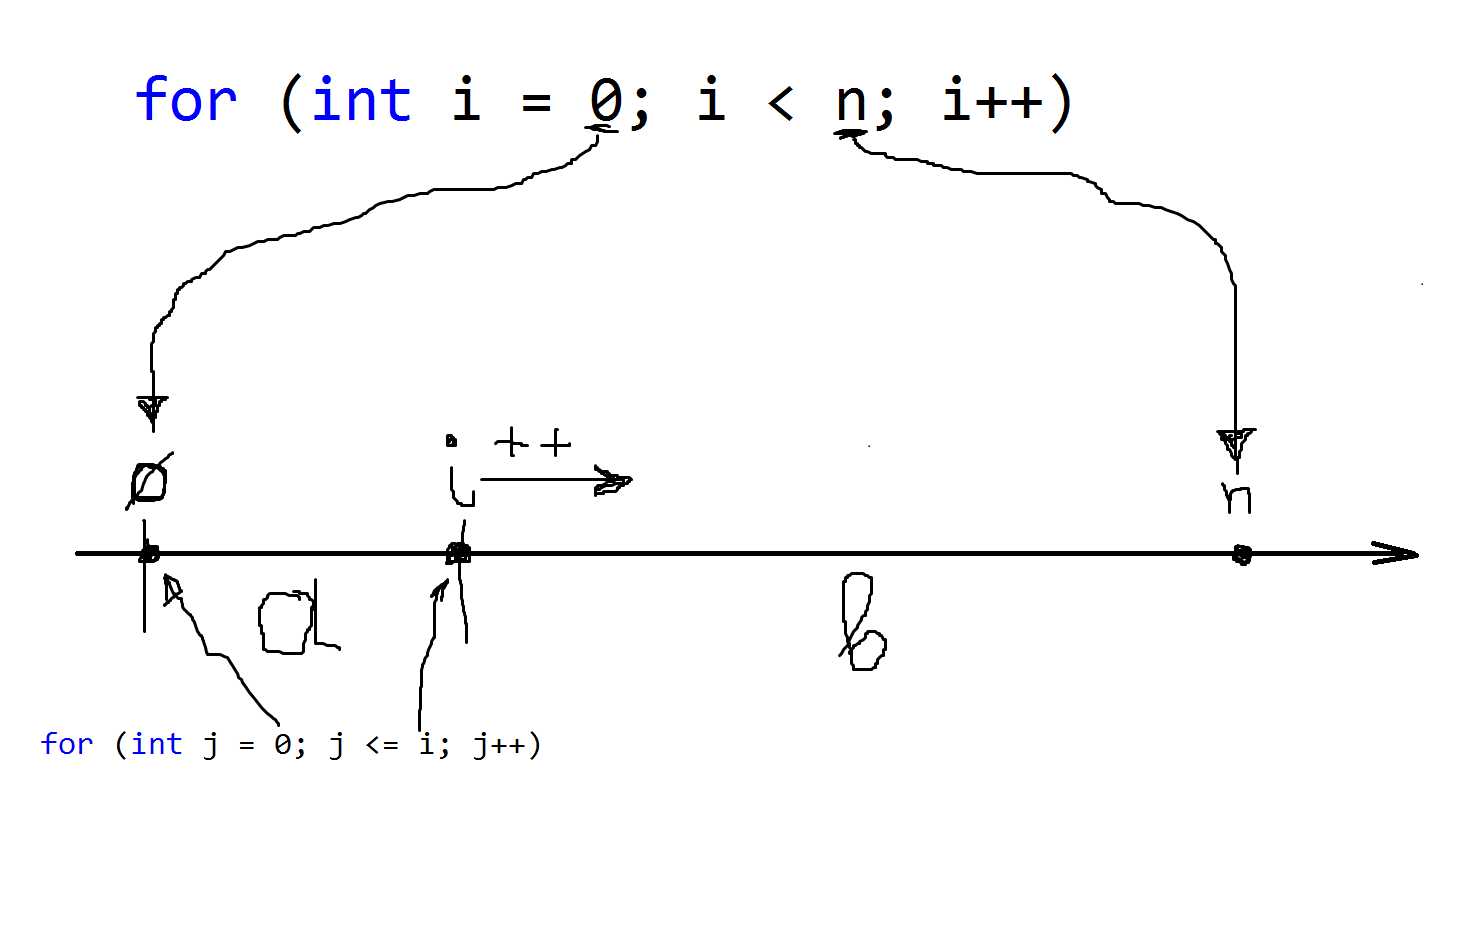 for (int i = 0; i < n; i++)
i ++
0 n
a b
for (int j = 0; j <= i; j++)